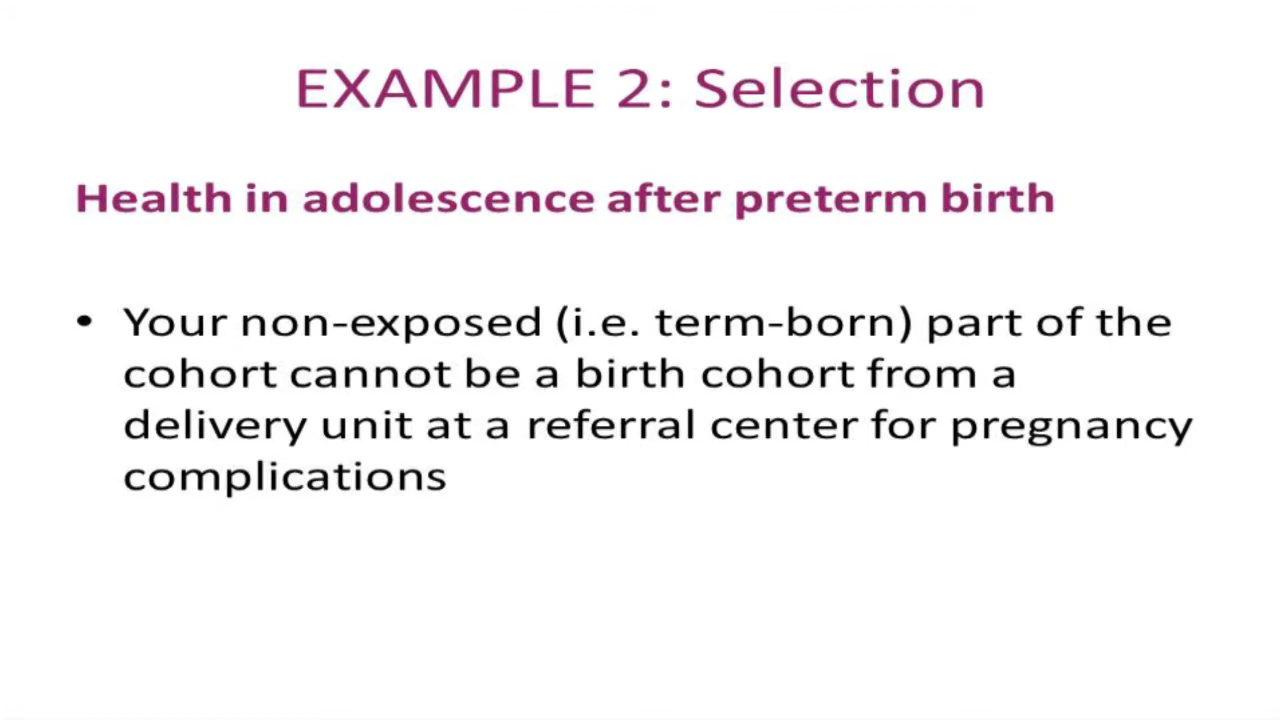 EXAMPLE 2: Selection
Health in adolescence after preterm birth
• Your non-exposed (i.e. term-born) part of the
cohort cannot be a birth cohort from a
delivery unit at a referral center for pregnancy
complications